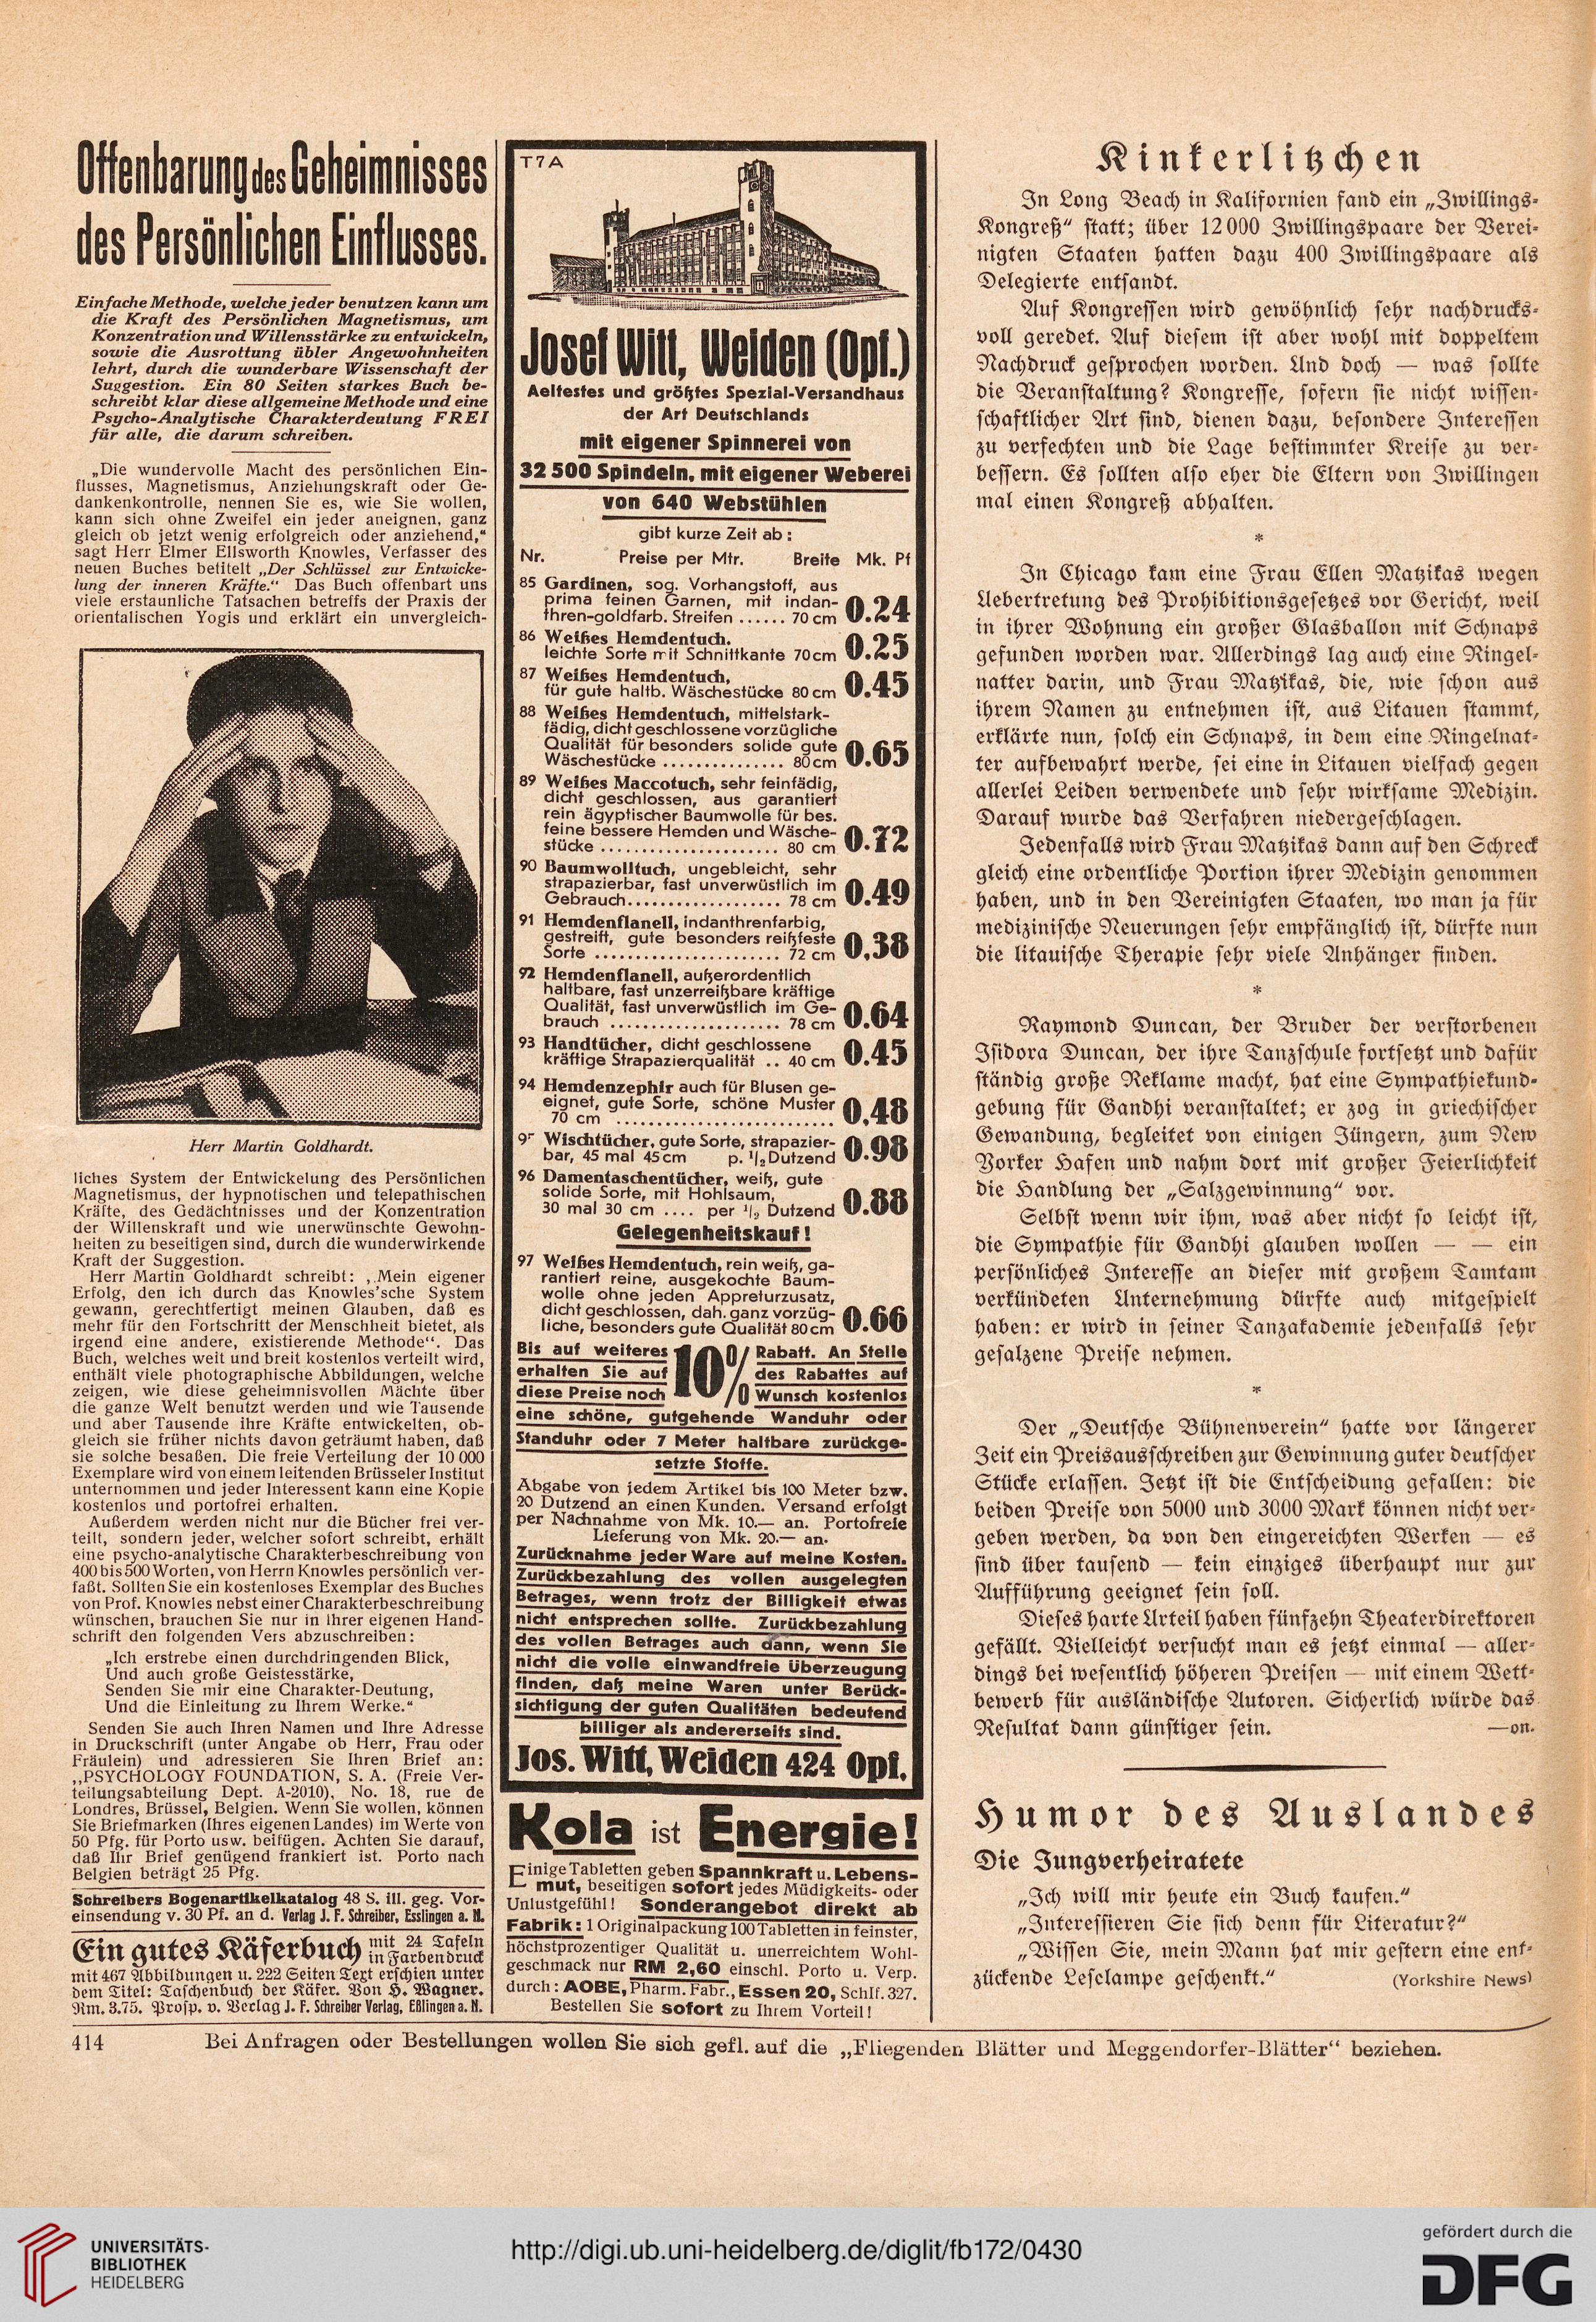 Offenbarung des Geheimnisses
des Persönlichen Einflusses.
Einfache Methode, welche jeder benutzen kann um
die Kraft des Persönlichen Magnetismus, um
Konzentration und Willensstärke zu entwickeln,
sowie die Ausrottung übler Angewohnheiten
lehrt, durch die wunderbare Wissenschaft der
Suggestion. Ein 80 Seiten starkes Buch be-
schreibt klar diese allgemeine Methode und eine
Psycho-Analytische Charakterdeutung FREI
für alle, die darum schreiben.
„Die wundervolle Macht des persönlichen Ein-
flusses, Magnetismus, Anziehungskraft oder Ge-
dankenkontrolle, nennen Sie es, wie Sie wollen,
kann sich ohne Zweifel ein jeder aneignen, ganz
gleich ob jetzt wenig erfolgreich oder anziehend,“
sagt Herr Elmer Ellsworth Knowles, Verfasser des
neuen Buches betitelt „Der Schlüssel zur Entwicke-
lung der inneren Kräfte.“ Das Buch offenbart uns
viele erstaunliche Tatsachen betreffs der Praxis der
orientalischen Yogis und erklärt ein unvergleich-
Herr Martin Goldhardt.
liches System der Entwickelung des Persönlichen
Magnetismus, der hypnotischen und telepathischen
Kräfte, des Gedächtnisses und der Konzentration
der Willenskraft und wie unerwünschte Gewohn-
heiten zu beseitigen sind, durch die wunderwirkende
Kraft der Suggestion.
Herr Martin Goldhardt schreibt: ,,Mein eigener
Erfolg, den ich durch das Knowles'sche System
gewann, gerechtfertigt meinen Glauben, daß es
mehr für den Fortschritt der Menschheit bietet, als
irgend eine andere, existierende Methode“. Das
Buch, welches weit und breit kostenlos verteilt wird,
enthält viele photographische Abbildungen, welche
zeigen, wie diese geheimnisvollen Mächte über
die ganze Welt benutzt werden und wie Tausende
und aber Tausende ihre Kräfte entwickelten, ob-
gleich sie früher nichts davon geträumt haben, daß
sie solche besaßen. Die freie Verteilung der 10 000
Exemplare wird von einem leitenden Brüsseler Institut
unternommen und jeder Interessent kann eine Kopie
kostenlos und portofrei erhalten.
Außerdem werden nicht nur die Bücher frei ver-
teilt, sondern jeder, welcher sofort schreibt, erhält
eine psycho-analytische Charakterbeschreibung von
400 bis 500 Worten, von Herrn Knowles persönlich ver-
faßt. Sollten Sie ein kostenloses Exemplar des Buches
von Prof. Knowles nebst einer Charakterbeschreibung
wünschen, brauchen Sie nur in Ihrer eigenen Hand-
schrift den folgenden Vers abzuschreiben:
„Ich erstrebe einen durchdringenden Blick,
Und auch große Geistesstärke,
Senden Sie mir eine Charakter-Deutung,
Und die Einleitung zu Ihrem Werke.“
Senden Sie auch Ihren Namen und Ihre Adresse
in Druckschrift (unter Angabe ob Herr, Frau oder
Fräulein) und adressieren Sie Ihren Brief an:
,,PSYCHOLOGY FOUNDATION, S. A. (Freie Ver-
teilungsabteilung Dept. A-2010), No. 18, rue de
Londres, Brüssel, Belgien. Wenn Sie wollen, können
Sie Briefmarken (Ihres eigenen Landes) im Werte von
50 Pfg. für Porto usw. beifügen. Achten Sie darauf,
daß Ihr Brief genügend frankiert ist. Porto nach
Belgien beträgt 25 Pfg.
Schreibers Bogenartikelkatalog 48 S. ill. geg. Vor-
einsendung v. 30 Pf. an d. Verlag J. F. Schreiber, Esslingen a. N.
Ein gutes Käferbuch mit 24 Tafeln in Farbendruck
mit 467 Abbildungen u. 222 Seiten Text erschien unter
dem Titel: Taschenbuch der Käfer. Von H. Wagner.
Rm. 3.75. Prosp. v. Verlag J. F. Schreiber Verlag, Eßlingen a. N.
T7A
Josef Witt, Weiden (Opf.)
Aeltestes und größtes Spezial-Versandhaus
der Art Deutschlands
mit eigener Spinnerei von
32 500 Spindeln, mit eigener Weberei
von 640 Webstühlen
gibt kurze Zeit ab:
Nr. Preise per Mtr. Breite Mk. Pf
85 Gardinen, sog. Vorhangstoff, aus
prima feinen Garnen, mit indan-
thren-goldfarb. Streifen ...... 70 cm 0.24
86 Weißes Hemdentuch.
leichte Sorte mit Schnittkante 70 cm 0.25
87 Weißes Hemdentuch,
für gute haltb. Wäschestücke 80 cm 0.45
88 Weißes Hemdentuch, mittelstark-
fädig, dicht geschlossene vorzügliche
Qualität für besonders solide gute
Wäschestücke ............... 80 cm 0.65
89 Weißes Maccotuch, sehr feinfädig,
dicht geschlossen, aus garantiert
rein ägyptischer Baumwolle für bes.
feine bessere Hemden und Wäsche-
stücke ...................... 80 cm 0.72
90 Baumwolltuch, ungebleicht, sehr
strapazierbar, fast unverwüstlich im
Gebrauch................... 78 cm 0.49
91 Hemdenflanell, indanthrenfarbig,
gestreift, gute besonders reißfeste
Sorte ....................... 72 cm 0.38
92 Hemdenflanell, außerordentlich
haltbare, fast unzerreißbare kräftige
Qualität, fast unverwüstlich im Ge-
brauch ..................... 78 cm 0.64
93 Handtücher, dicht geschlossene
kräftige Strapazierqualität .. 40 cm 0.45
94 Hemdenzephir auch für Blusen ge-
eignet, gute Sorte, schöne Muster
70 cm ........................... 0.48
95 Wischtücher, gute Sorte, strapazier-
bar, 45 mal 45 cm p. 1/2 Dutzend 0.98
96 Damentaschentücher, weiß, gute
solide Sorte, mit Hohlsaum,
30 mal 30 cm .... per 1/2 Dutzend 0.88
Gelegenheitskauf!
97 Weißes Hemdentuch, rein weiß, ga-
rantiert reine, ausgekochte Baum-
wolle ohne jeden Appreturzusatz,
dicht geschlossen, dah. ganz vorzüg-
liche, besonders gute Qualität 80 cm 0.66
Bis auf weiteres
erhalten Sie auf
diese Preise noch
10%
Rabatt. An Stelle
des Rabattes auf
Wunsch kostenlos
eine schöne, gutgehende Wanduhr oder
Standuhr oder 7 Meter haltbare zurückge-
setzte Stoffe.
Abgabe von jedem Artikel bis 100 Meter bzw.
20 Dutzend an einen Kunden. Versand erfolgt
per Nachnahme von Mk. 10.— an. Portofreie
Lieferung von Mk. 20.— an.
Zurücknahme jeder Ware auf meine Kosten.
Zurückbezahlung des vollen ausgelegten
Betrages, wenn trotz der Billigkeit etwas
nicht entsprechen sollte. Zurückbezahlung
des vollen Betrages auch dann, wenn Sie
nicht die volle einwandfreie Überzeugung
finden, daß meine Waren unter Berück-
sichtigung der guten Qualitäten bedeutend
billiger als andererseits sind.
Jos. Witt, Weiden 424 Opf.
Kola ist Energie!
Einige Tabletten geben Spannkraft u. Lebens-
mut, beseitigen sofort jedes Müdigkeits- oder
Unlustgefühl! Sonderangebot direkt ab
Fabrik: 1 Originalpackung 100 Tabletten in feinster,
höchstprozentiger Qualität u. unerreichtem Wohl-
geschmack nur RM 2,60 einschl. Porto u. Verp.
durch: AOBE, Pharm. Fabr., Essen 20, Schlf. 327.
Bestellen Sie sofort zu Ihrem Vorteil!
Kinkerlitzchen
In Long Beach in Kalifornien fand ein „Zwillings-
Kongreß“ statt; über 12 000 Zwillingspaare der Verei-
nigten Staaten hatten dazu 400 Zwillingspaare als
Delegierte entsandt.
Auf Kongressen wird gewöhnlich sehr nachdrucks-
voll geredet. Auf diesem ist aber wohl mit doppeltem
Nachdruck gesprochen worden. Und doch — was sollte
die Veranstaltung? Kongresse, sofern sie nicht wissen-
schaftlicher Art sind, dienen dazu, besondere Interessen
zu verfechten und die Lage bestimmter Kreise zu ver-
bessern. Es sollten also eher die Eltern von Zwillingen
mal einen Kongreß abhalten.
*
In Chicago kam eine Frau Ellen Matzikas wegen
Uebertretung des Prohibitionsgesetzes vor Gericht, weil
in ihrer Wohnung ein großer Glasballon mit Schnaps
gefunden worden war. Allerdings lag auch eine Ringel-
natter darin, und Frau Matzikas, die, wie schon aus
ihrem Namen zu entnehmen ist, aus Litauen stammt,
erklärte nun, solch ein Schnaps, in dem eine Ringelnat-
ter aufbewahrt werde, sei eine in Litauen vielfach gegen
allerlei Leiden verwendete und sehr wirksame Medizin.
Darauf wurde das Verfahren niedergeschlagen.
Jedenfalls wird Frau Matzikas dann auf den Schreck
gleich eine ordentliche Portion ihrer Medizin genommen
haben, und in den Vereinigten Staaten, wo man ja für
medizinische Neuerungen sehr empfänglich ist, dürfte nun
die litauische Therapie sehr viele Anhänger finden.
*
Raymond Duncan, der Bruder der verstorbenen
Isidora Duncan, der ihre Tanzschule fortsetzt und dafür
ständig große Reklame macht, hat eine Sympathiekund-
gebung für Gandhi veranstaltet; er zog in griechischer
Gewandung, begleitet von einigen Jüngern, zum New
Yorker Hafen und nahm dort mit großer Feierlichkeit
die Handlung der „Salzgewinnung“ vor.
Selbst wenn wir ihm, was aber nicht so leicht ist,
die Sympathie für Gandhi glauben wollen — — ein
persönliches Interesse an dieser mit großem Tamtam
verkündeten Unternehmung dürfte auch mitgespielt
haben: er wird in seiner Tanzakademie jedenfalls sehr
gesalzene Preise nehmen.
*
Der „Deutsche Bühnenverein“ hatte vor längerer
Zeit ein Preisausschreiben zur Gewinnung guter deutscher
Stücke erlassen. Jetzt ist die Entscheidung gefallen: die
beiden Preise von 5000 und 3000 Mark können nicht ver-
geben werden, da von den eingereichten Werken — es
sind über tausend — kein einziges überhaupt nur zur
Aufführung geeignet sein soll.
Dieses harte Urteil haben fünfzehn Theaterdirektoren
gefällt. Vielleicht versucht man es jetzt einmal — aller-
dings bei wesentlich höheren Preisen — mit einem Wett-
bewerb für ausländische Autoren. Sicherlich würde das
Resultat dann günstiger sein. —on.
Humor des Auslandes
Die Jungverheiratete
„Ich will mir heute ein Buch kaufen.“
„Interessieren Sie sich denn für Literatur?“
„Wissen Sie, mein Mann hat mir gestern eine ent-
zückende Leselampe geschenkt.“ (Yorkshire News)
414 Bei Anfragen oder Bestellungen wollen Sie sich gefl. auf die „Fliegenden Blätter und Meggendorfer-Blätter“ beziehen.
UNIVERSITÄTS-
BIBLIOTHEK
HEIDELBERG
http://digi.ub.uni-heidelberg.de/diglit/fb172/0430
gefördert durch die
DFG